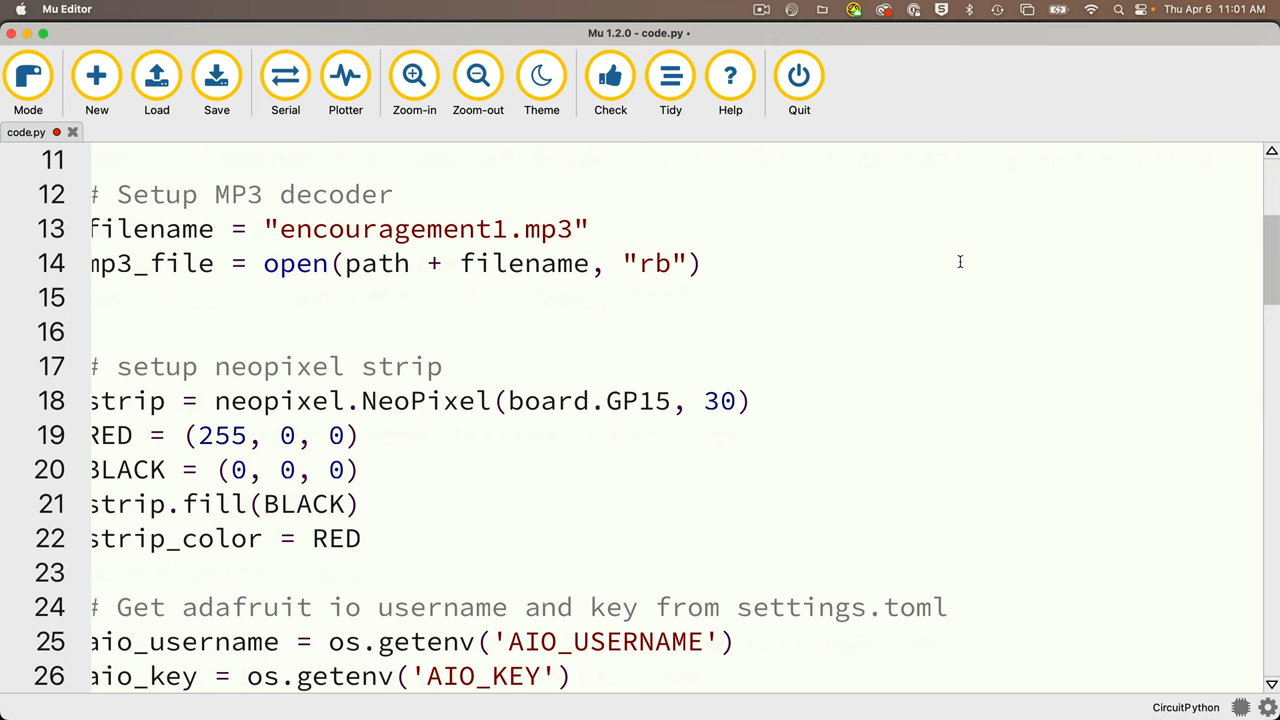 Mu Editor
Thu Apr 6 11:01 AM
Mu 1.2.0 - code.py •
Mode
New
Load
Save
Serial
Plotter
Zoom-in
Zoom-out
Theme
Check
Tidy
Help
Quit
code.py
11
12 # Setup MP3 decoder
13 filename = "encouragement1.mp3"
14 mp3_file = open(path + filename, "rb")
15
16
17 # setup neopixel strip
18 strip = neopixel.NeoPixel(board.GP15, 30)
19 RED = (255, 0, 0)
20 BLACK = (0, 0, 0)
21 strip.fill(BLACK)
22 strip_color = RED
23
24 # Get adafruit io username and key from settings.toml
25 aio_username = os.getenv('AIO_USERNAME')
26 aio_key = os.getenv('AIO_KEY')
CircuitPython